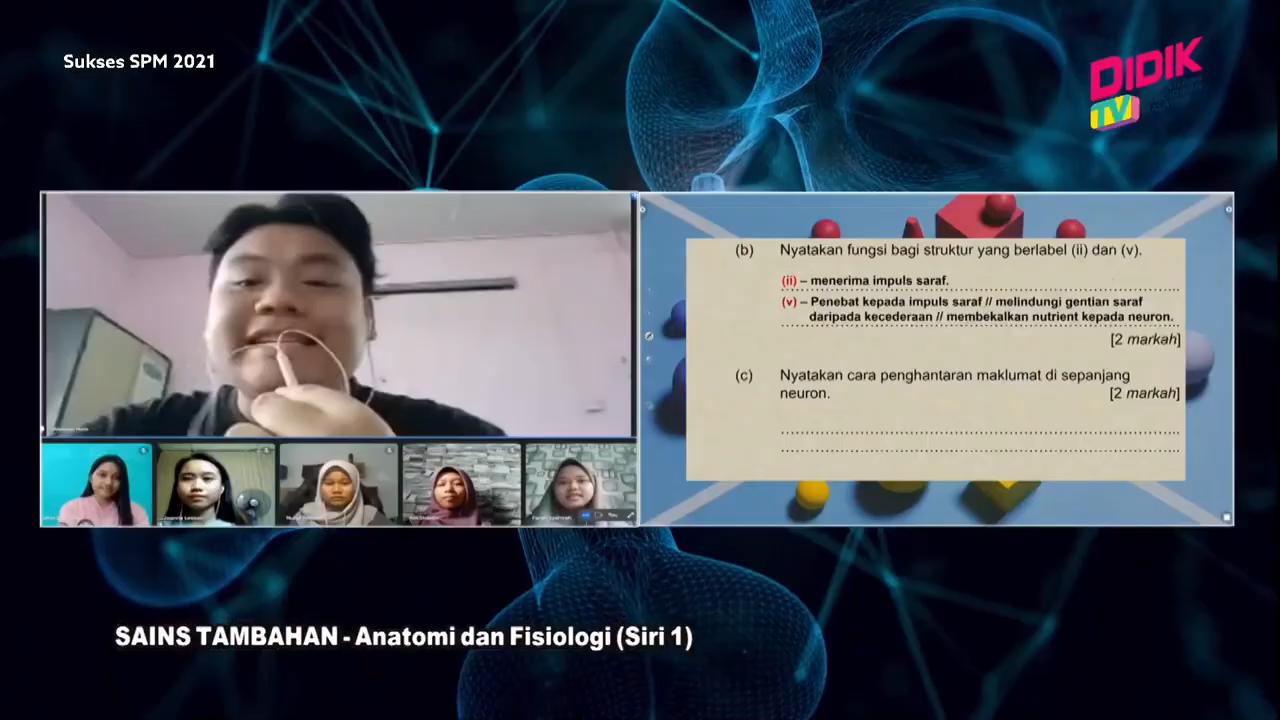 Sukses SPM 2021
DIDIK
TV
(b) Nyatakan fungsi bagi struktur yang berlabel (ii) dan (v).
(ii) – menerima impuls saraf.
(v) – Penebat kepada impuls saraf // melindungi gentian saraf
daripada kecederaan // membekalkan nutrient kepada neuron.
[2 markah]
(c) Nyatakan cara penghantaran maklumat di sepanjang
neuron. [2 markah]
SAINS TAMBAHAN - Anatomi dan Fisiologi (Siri 1)